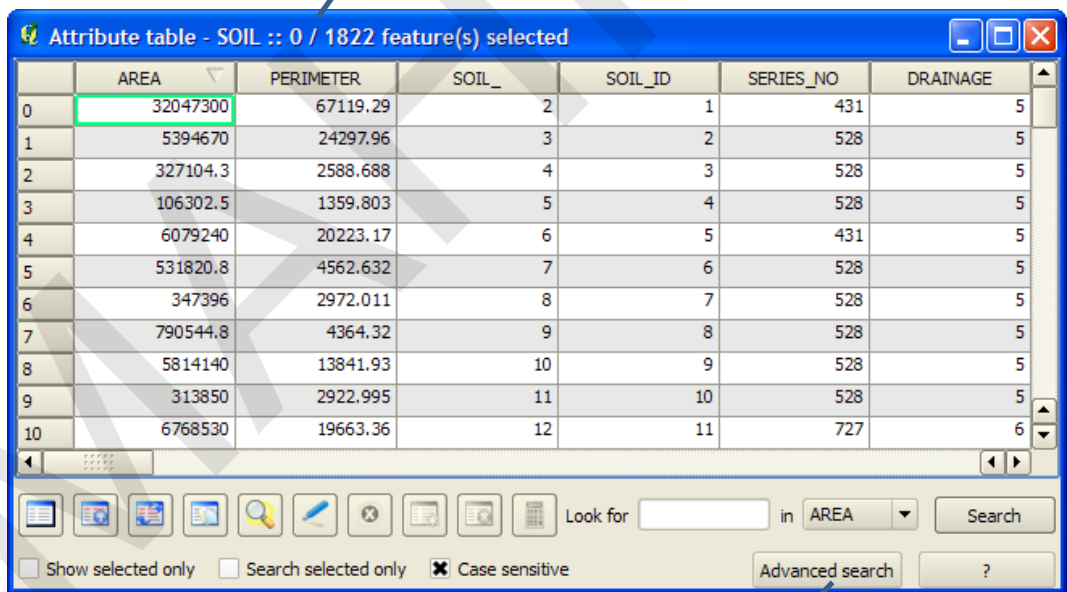 Attribute table - SOIL :: 0 / 1822 feature(s) selected
AREA PERIMETER SOIL_ SOIL_ID SERIES_NO DRAINAGE
0 32047300 67119.29 2 1 431 5
1 5394670 24297.96 3 2 528 5
2 327104.3 2588.688 4 3 528 5
3 106302.5 1359.803 5 4 528 5
4 6079240 20223.17 6 5 431 5
5 531820.8 4562.632 7 6 528 5
6 347396 2972.011 8 7 528 5
7 790544.8 4364.32 9 8 528 5
8 5814140 13841.93 10 9 528 5
9 313850 2922.995 11 10 528 5
10 6768530 19663.36 12 11 727 6
Look for in AREA Search
Show selected only Search selected only Case sensitive Advanced search ?